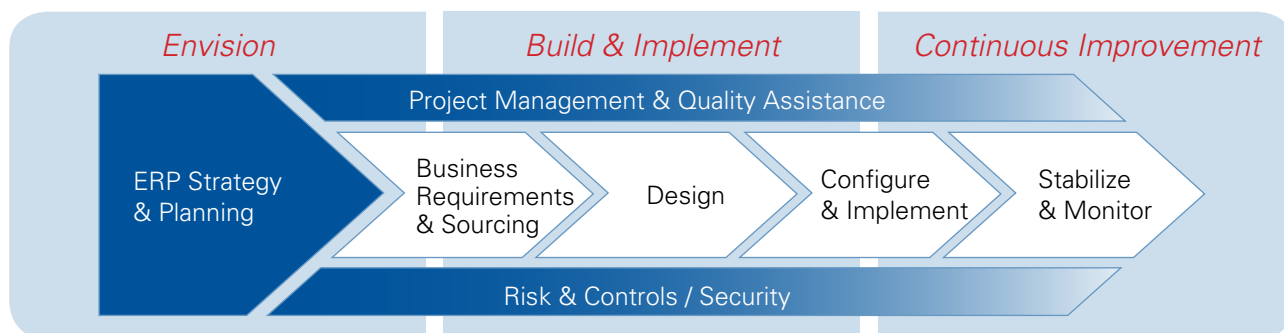 Envision
Build & Implement
Continuous Improvement
Project Management & Quality Assistance
ERP Strategy
& Planning
Business
Requirements
& Sourcing
Design
Configure
& Implement
Stabilize
& Monitor
Risk & Controls / Security